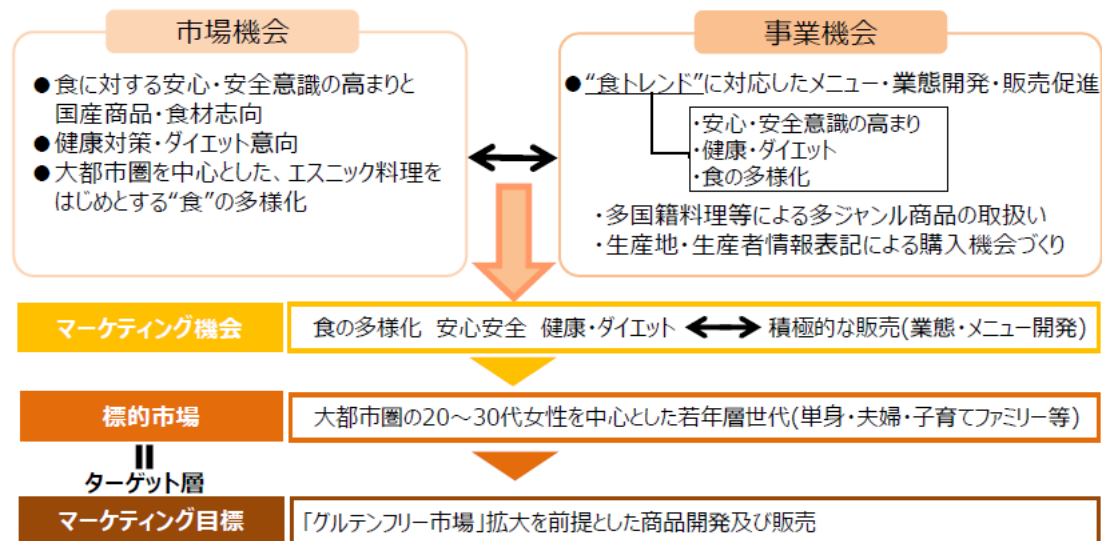 市場機会
●食に対する安心・安全意識の高まりと
国産商品・食材志向
●健康対策・ダイエット意向
●大都市圏を中心とした、エスニック料理を
はじめとする“食”の多様化
事業機会
●“食トレンド”に対応したメニュー・業態開発・販売促進
・安心・安全意識の高まり
・健康・ダイエット
・食の多様化
・多国籍料理等による多ジャンル商品の取扱い
・生産地・生産者情報表記による購入機会づくり
マーケティング機会
食の多様化 安心安全 健康・ダイエット
積極的な販売(業態・メニュー開発)
標的市場
大都市圏の20～30代女性を中心とした若年層世代(単身・夫婦・子育てファミリー等)
ターゲット層
マーケティング目標
「グルテンフリー市場」拡大を前提とした商品開発及び販売